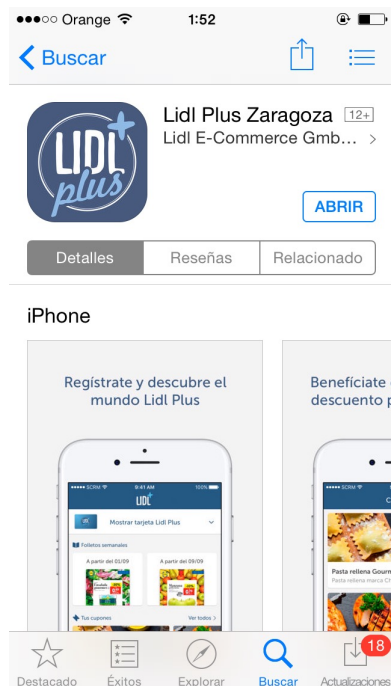 Orange 1:52
Buscar
LIDL
plus
Lidl Plus Zaragoza 12+
Lidl E-Commerce Gmb...
ABRIR
Detalles Reseñas Relacionado
iPhone
Regístrate y descubre el
mundo Lidl Plus
SCRM 9:41 AM 100%
LIDL
Mostrar tarjeta Lidl Plus
Folletos semanales
A partir del 01/09 A partir del 09/09
Tus cupones Ver todos
Benefíciate
descuento p
SCRM
C
Pasta rellena Gourm
Pasta rellena marca
18
Destacado Éxitos Explorar Buscar Actualizaciones